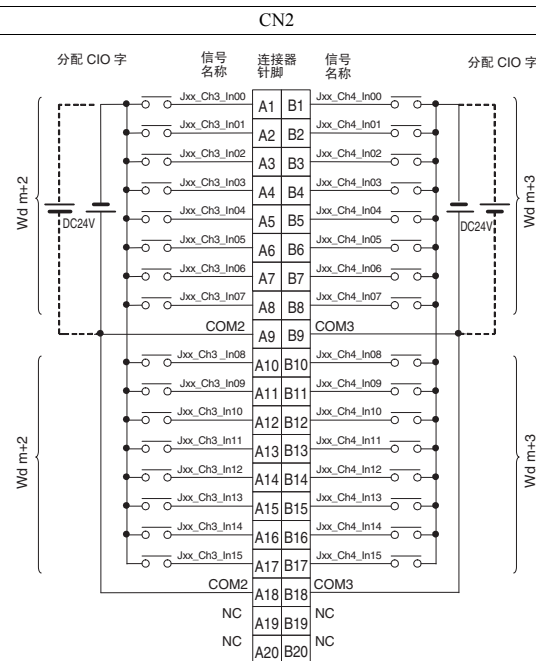 CN2
分配 CIO 字 信号名称 连接器针脚 信号名称 分配 CIO 字
Jxx_Ch3_In00 A1 B1 Jxx_Ch4_In00
Jxx_Ch3_In01 A2 B2 Jxx_Ch4_In01
Jxx_Ch3_In02 A3 B3 Jxx_Ch4_In02
Jxx_Ch3_In03 A4 B4 Jxx_Ch4_In03
Wd m+2 Wd m+3
DC24V Jxx_Ch3_In04 A5 B5 Jxx_Ch4_In04 DC24V
Jxx_Ch3_In05 A6 B6 Jxx_Ch4_In05
Jxx_Ch3_In06 A7 B7 Jxx_Ch4_In06
Jxx_Ch3_In07 A8 B8 Jxx_Ch4_In07
COM2 A9 B9 COM3
Jxx_Ch3_In08 A10 B10 Jxx_Ch4_In08
Jxx_Ch3_In09 A11 B11 Jxx_Ch4_In09
Jxx_Ch3_In10 A12 B12 Jxx_Ch4_In10
Jxx_Ch3_In11 A13 B13 Jxx_Ch4_In11
Wd m+2 Wd m+3
Jxx_Ch3_In12 A14 B14 Jxx_Ch4_In12
Jxx_Ch3_In13 A15 B15 Jxx_Ch4_In13
Jxx_Ch3_In14 A16 B16 Jxx_Ch4_In14
Jxx_Ch3_In15 A17 B17 Jxx_Ch4_In15
COM2 A18 B18 COM3
NC A19 B19 NC
NC A20 B20 NC